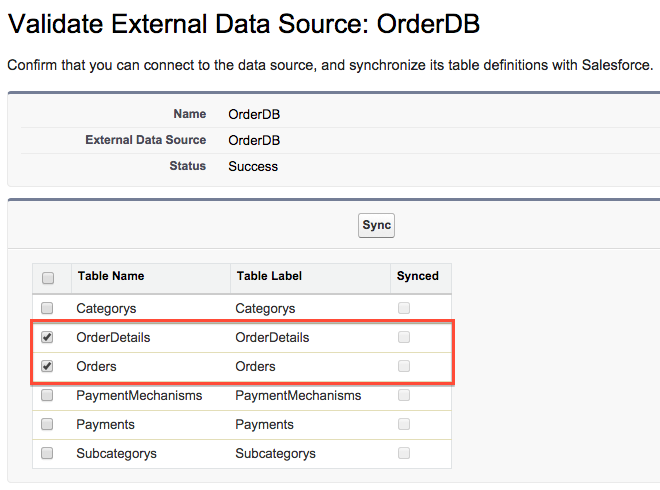 Validate External Data Source: OrderDB
Confirm that you can connect to the data source, and synchronize its table definitions with Salesforce.
Name OrderDB
External Data Source OrderDB
Status Success
Sync
Table Name Table Label Synced
Categorys Categorys
OrderDetails OrderDetails
Orders Orders
PaymentMechanisms PaymentMechanisms
Payments Payments
Subcategorys Subcategorys